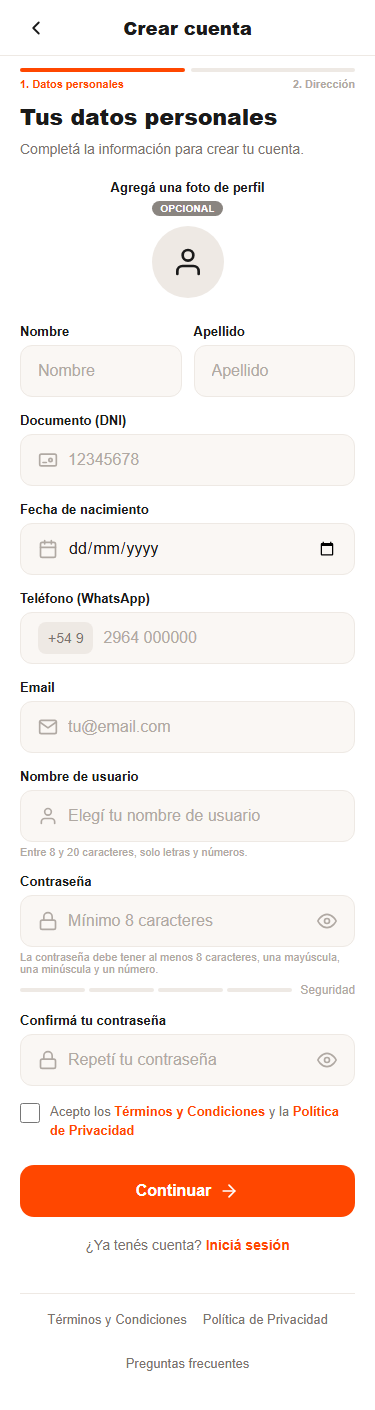 Crear cuenta
1. Datos personales
2. Dirección
Tus datos personales
Completá la información para crear tu cuenta.
Agregá una foto de perfil
OPCIONAL
Nombre
Apellido
Nombre
Apellido
Documento (DNI)
12345678
Fecha de nacimiento
dd/mm/yyyy
Teléfono (WhatsApp)
+54 9
2964 000000
Email
tu@email.com
Nombre de usuario
Elegí tu nombre de usuario
Entre 8 y 20 caracteres, solo letras y números.
Contraseña
Mínimo 8 caracteres
La contraseña debe tener al menos 8 caracteres, una mayúscula,
una minúscula y un número.
Seguridad
Confirmá tu contraseña
Repetí tu contraseña
Acepto los Términos y Condiciones y la Política
de Privacidad
Continuar →
¿Ya tenés cuenta? Iniciá sesión
Términos y Condiciones
Política de Privacidad
Preguntas frecuentes